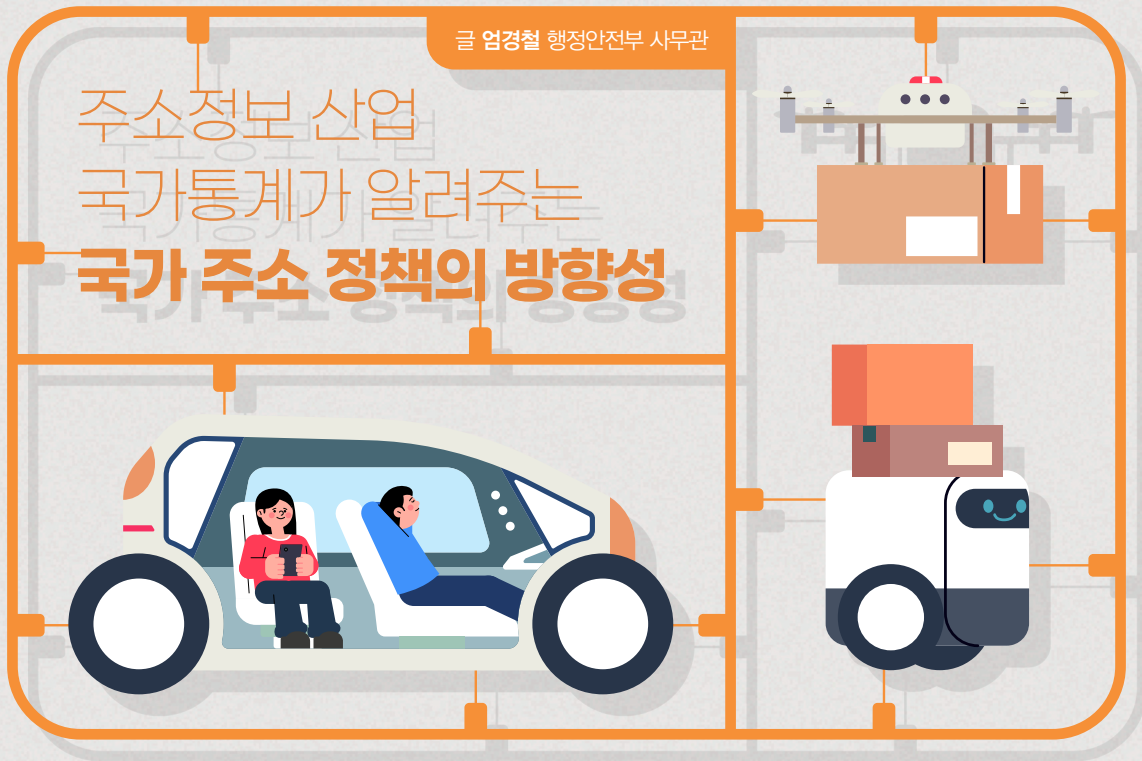 글 엄경철 행정안전부 사무관
주소정보 산업
국가통계가 알려주는
국가 주소 정책의 방향성